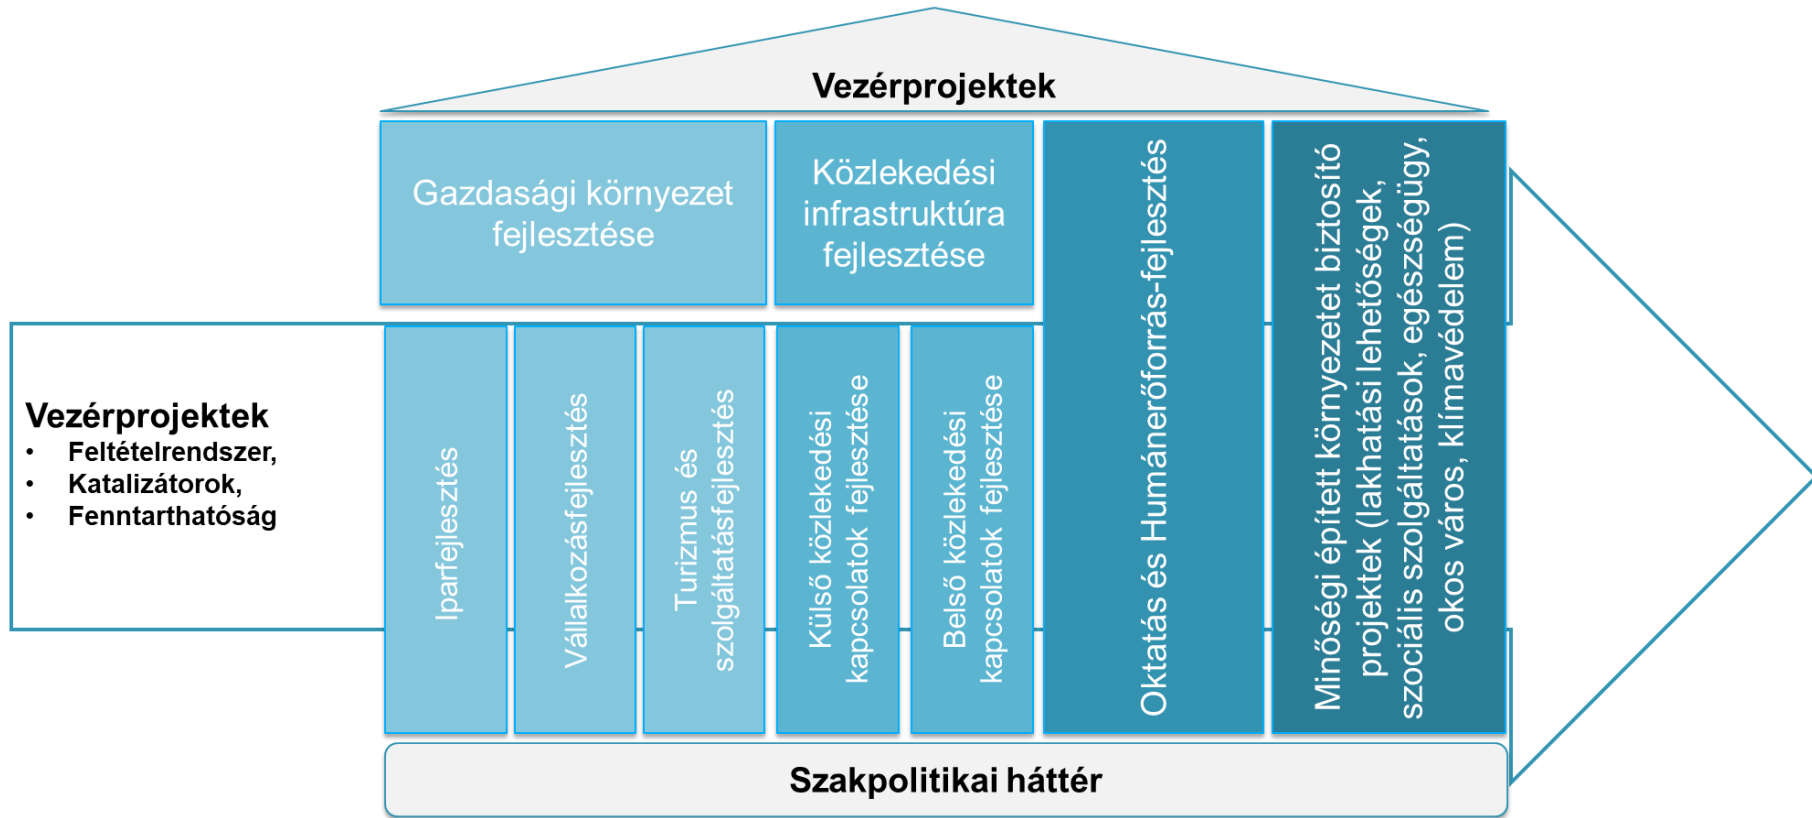 Vezérprojektek
Gazdasági környezet
fejlesztése
Közlekedési
infrastruktúra
fejlesztése
Oktatás és Humánerőforrás-fejlesztés
Minőségi épített környezetet biztosító
projektek (lakhatási lehetőségek,
szociális szolgáltatások, egészségügy,
okos város, klímavédelem)
Vezérprojektek
• Feltételrendszer,
• Katalizátorok,
• Fenntarthatóság
Iparfejlesztés
Vállalkozásfejlesztés
Turizmus és
szolgáltatásfejlesztés
Külső közlekedési
kapcsolatok fejlesztése
Belső közlekedési
kapcsolatok fejlesztése
Szakpolitikai háttér